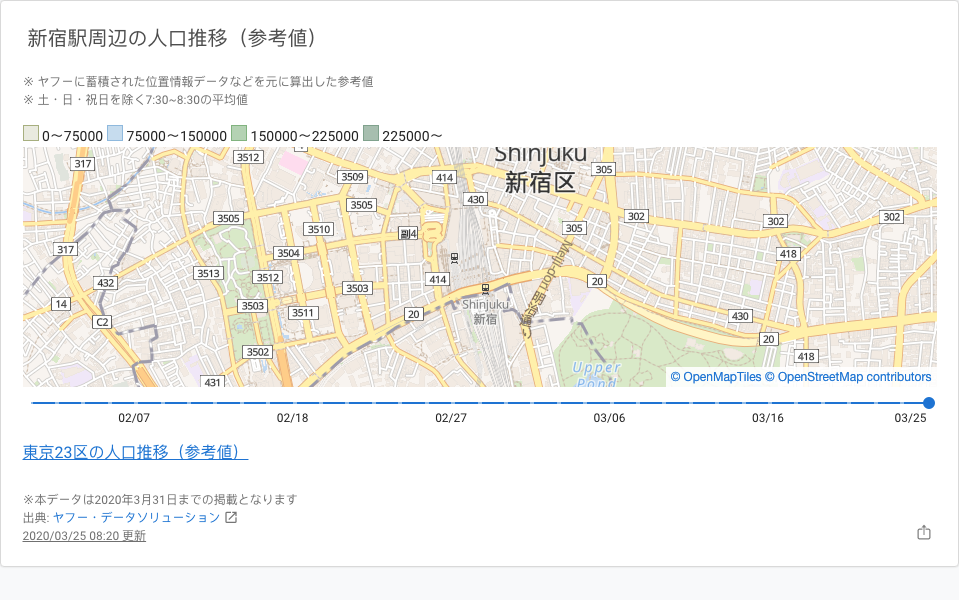 新宿駅周辺の人口推移（参考値）
※ ヤフーに蓄積された位置情報データなどを元に算出した参考値
※ 土・日・祝日を除く7:30~8:30の平均値
0〜75000 75000〜150000 150000〜225000 225000〜
Shinjuku
新宿区
317
3512
3509
414
305
3505
430
3505
302
302
302
3510
副4
305
317
3504
418
3513
3512
414
20
432
3503
14
3503
Shinjuku
新宿
3511
20
C2
430
20
3502
418
431
Meiji-dori
Upper
Pond
© OpenMapTiles © OpenStreetMap contributors
02/07 02/18 02/27 03/06 03/16 03/25
東京23区の人口推移（参考値）
※本データは2020年3月31日までの掲載となります
出典: ヤフー・データソリューション
2020/03/25 08:20 更新